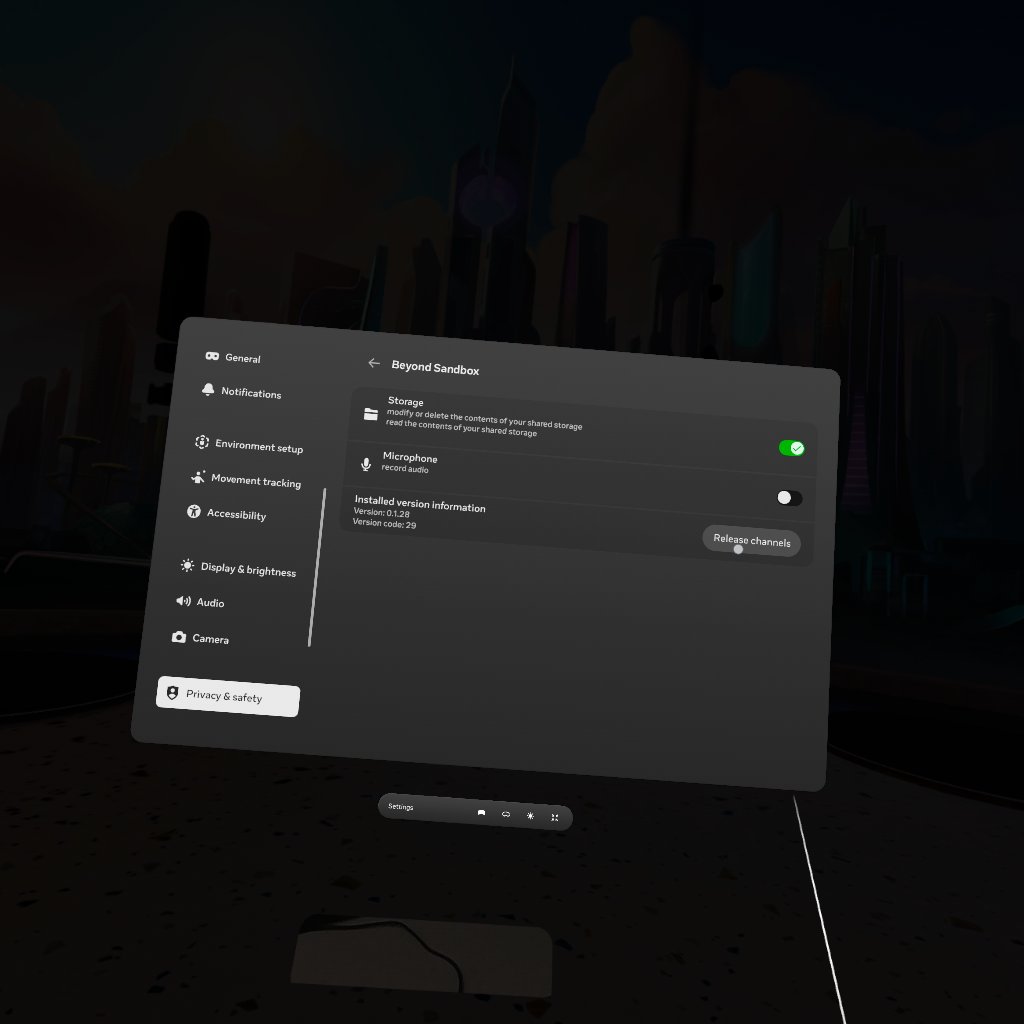 General
Notifications
Environment setup
Movement tracking
Accessibility
Display & brightness
Audio
Camera
Privacy & safety
Beyond Sandbox
Storage
modify or delete the contents of your shared storage
read the contents of your shared storage
Microphone
record audio
Installed version information
Version: 0.1.28
Version code: 29
Release channels
Settings